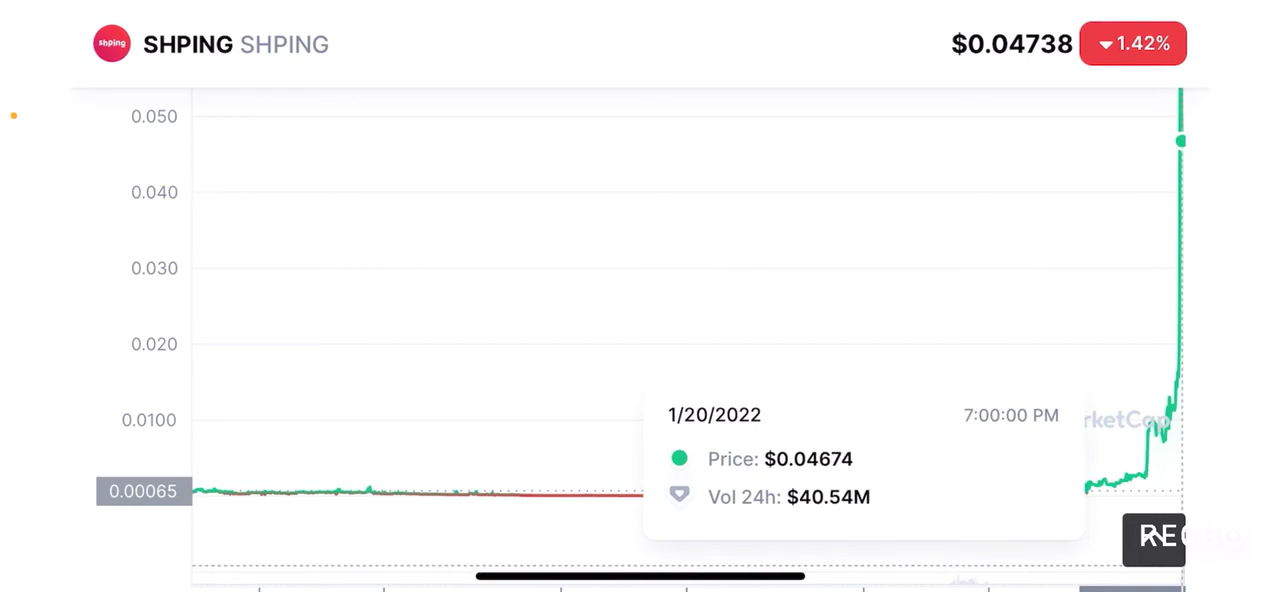 shping SHPING SHPING $0.04738 1.42%
0.050
0.040
0.030
0.020
0.0100
0.00065
1/20/2022 7:00:00 PM
Price: $0.04674
Vol 24h: $40.54M
rketCap